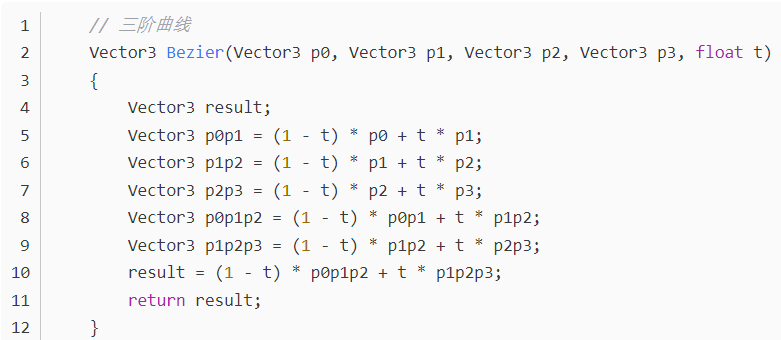 1 // 三阶曲线
2 Vector3 Bezier(Vector3 p0, Vector3 p1, Vector3 p2, Vector3 p3, float t)
3 {
4 Vector3 result;
5 Vector3 p0p1 = (1 - t) * p0 + t * p1;
6 Vector3 p1p2 = (1 - t) * p1 + t * p2;
7 Vector3 p2p3 = (1 - t) * p2 + t * p3;
8 Vector3 p0p1p2 = (1 - t) * p0p1 + t * p1p2;
9 Vector3 p1p2p3 = (1 - t) * p1p2 + t * p2p3;
10 result = (1 - t) * p0p1p2 + t * p1p2p3;
11 return result;
12 }